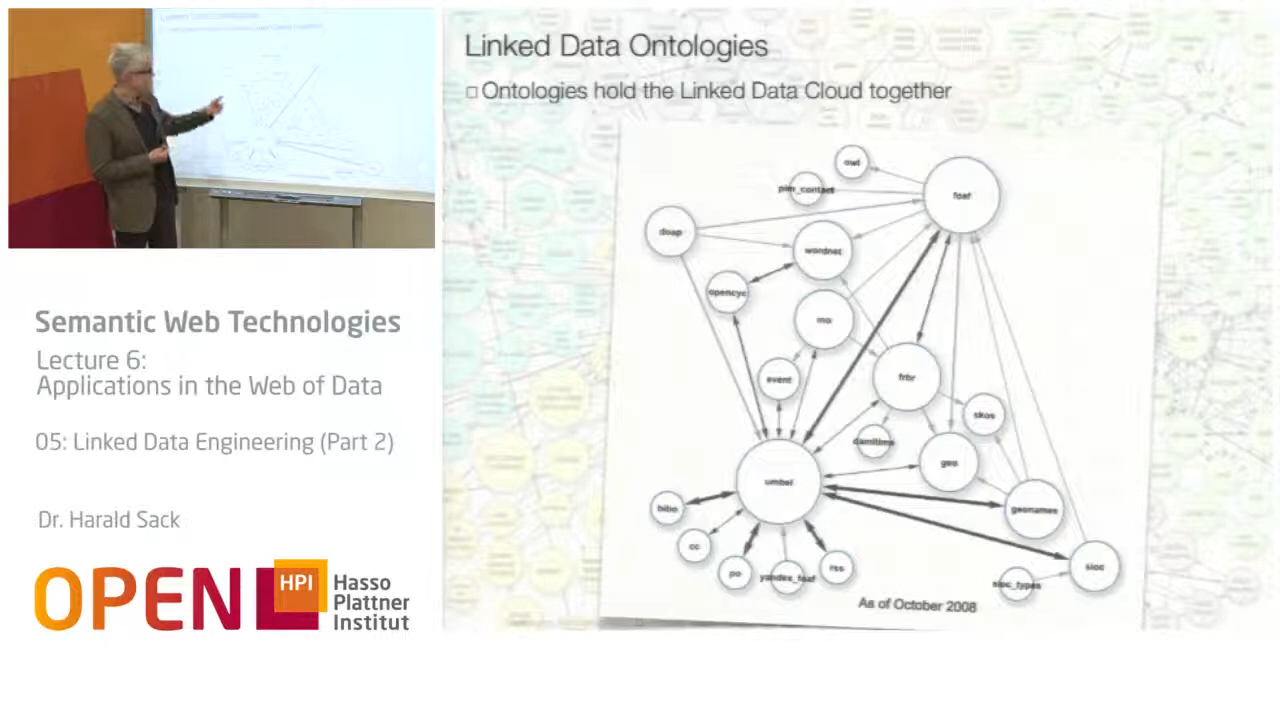 Linked Data Ontologies
Ontologies hold the Linked Data Cloud together
owl
pim_contact
foaf
doap
wordnet
opencyc
mo
event
frbr
skos
damltime
geo
umbel
bibo
geonames
cc
po
yandex_foaf
rss
sioc
sioc_types
As of October 2008
Semantic Web Technologies
Lecture 6:
Applications in the Web of Data
05: Linked Data Engineering (Part 2)
Dr. Harald Sack
OPEN HPI
Hasso
Plattner
Institut